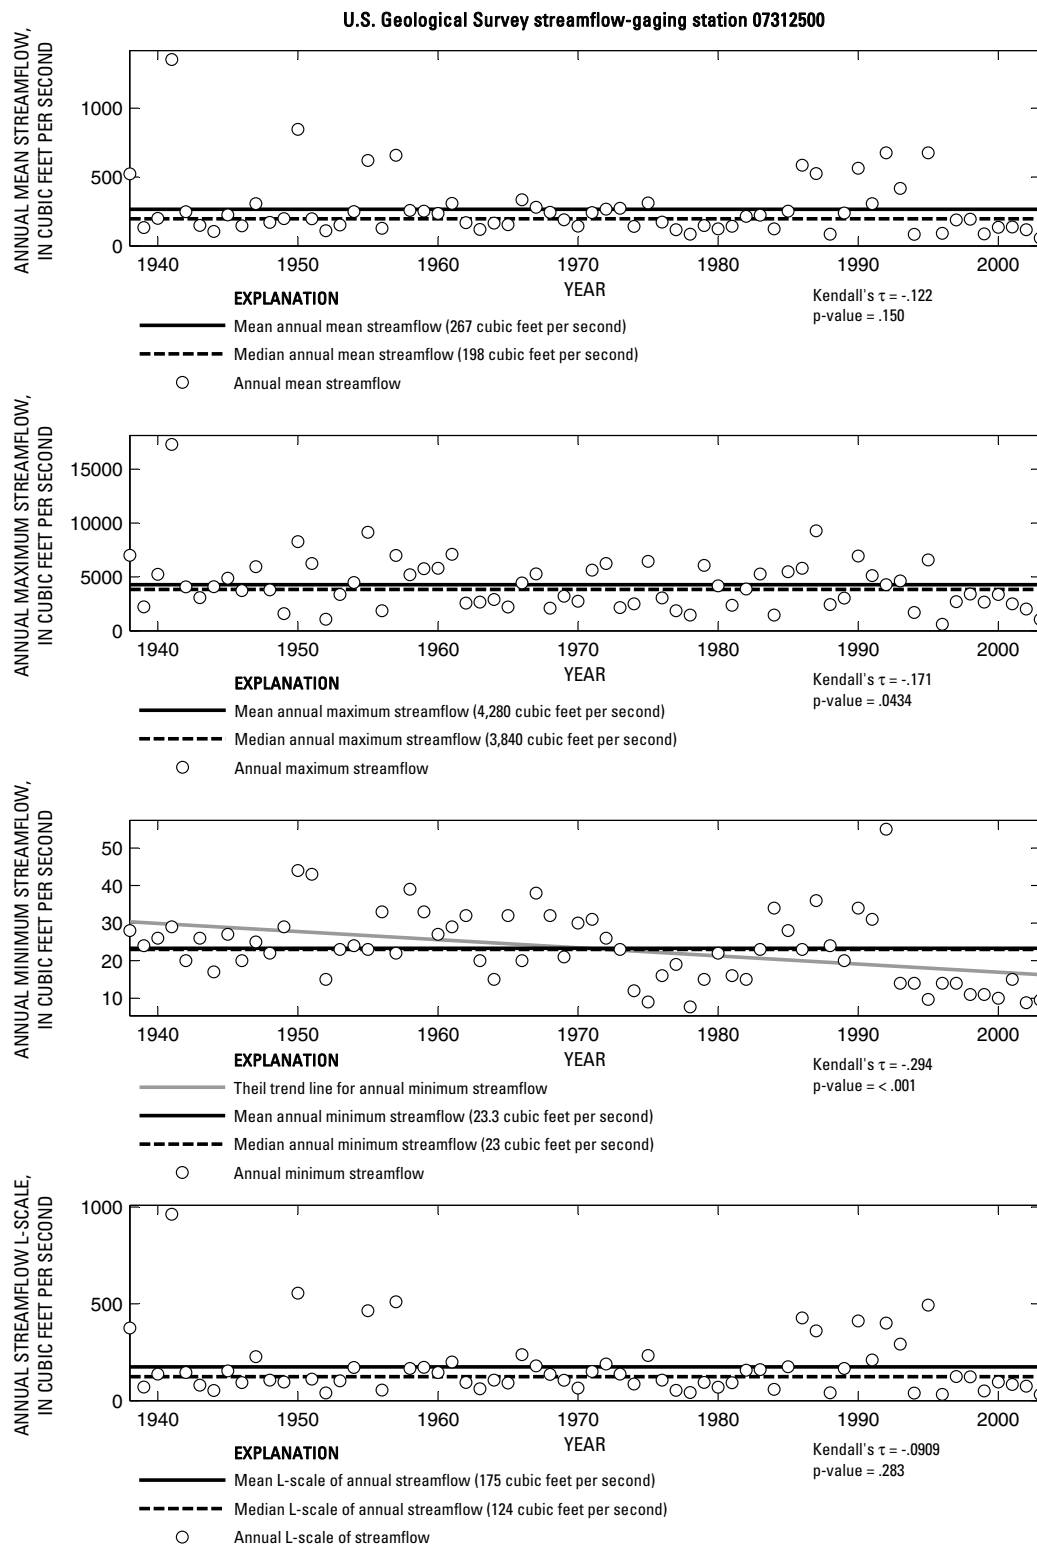 U.S. Geological Survey streamflow-gaging station 07312500
ANNUAL MEAN STREAMFLOW,
IN CUBIC FEET PER SECOND
1000
500
0
1940 1950 1960 1970 1980 1990 2000
YEAR
Kendall's τ = -.122
p-value = .150
EXPLANATION
Mean annual mean streamflow (267 cubic feet per second)
Median annual mean streamflow (198 cubic feet per second)
Annual mean streamflow
ANNUAL MAXIMUM STREAMFLOW,
IN CUBIC FEET PER SECOND
15000
10000
5000
0
1940 1950 1960 1970 1980 1990 2000
YEAR
Kendall's τ = -.171
p-value = .0434
EXPLANATION
Mean annual maximum streamflow (4,280 cubic feet per second)
Median annual maximum streamflow (3,840 cubic feet per second)
Annual maximum streamflow
ANNUAL MINIMUM STREAMFLOW,
IN CUBIC FEET PER SECOND
50
40
30
20
10
1940 1950 1960 1970 1980 1990 2000
YEAR
Kendall's τ = -.294
p-value = < .001
EXPLANATION
Theil trend line for annual minimum streamflow
Mean annual minimum streamflow (23.3 cubic feet per second)
Median annual minimum streamflow (23 cubic feet per second)
Annual minimum streamflow
ANNUAL STREAMFLOW L-SCALE,
IN CUBIC FEET PER SECOND
1000
500
0
1940 1950 1960 1970 1980 1990 2000
YEAR
Kendall's τ = -.0909
p-value = .283
EXPLANATION
Mean L-scale of annual streamflow (175 cubic feet per second)
Median L-scale of annual streamflow (124 cubic feet per second)
Annual L-scale of streamflow